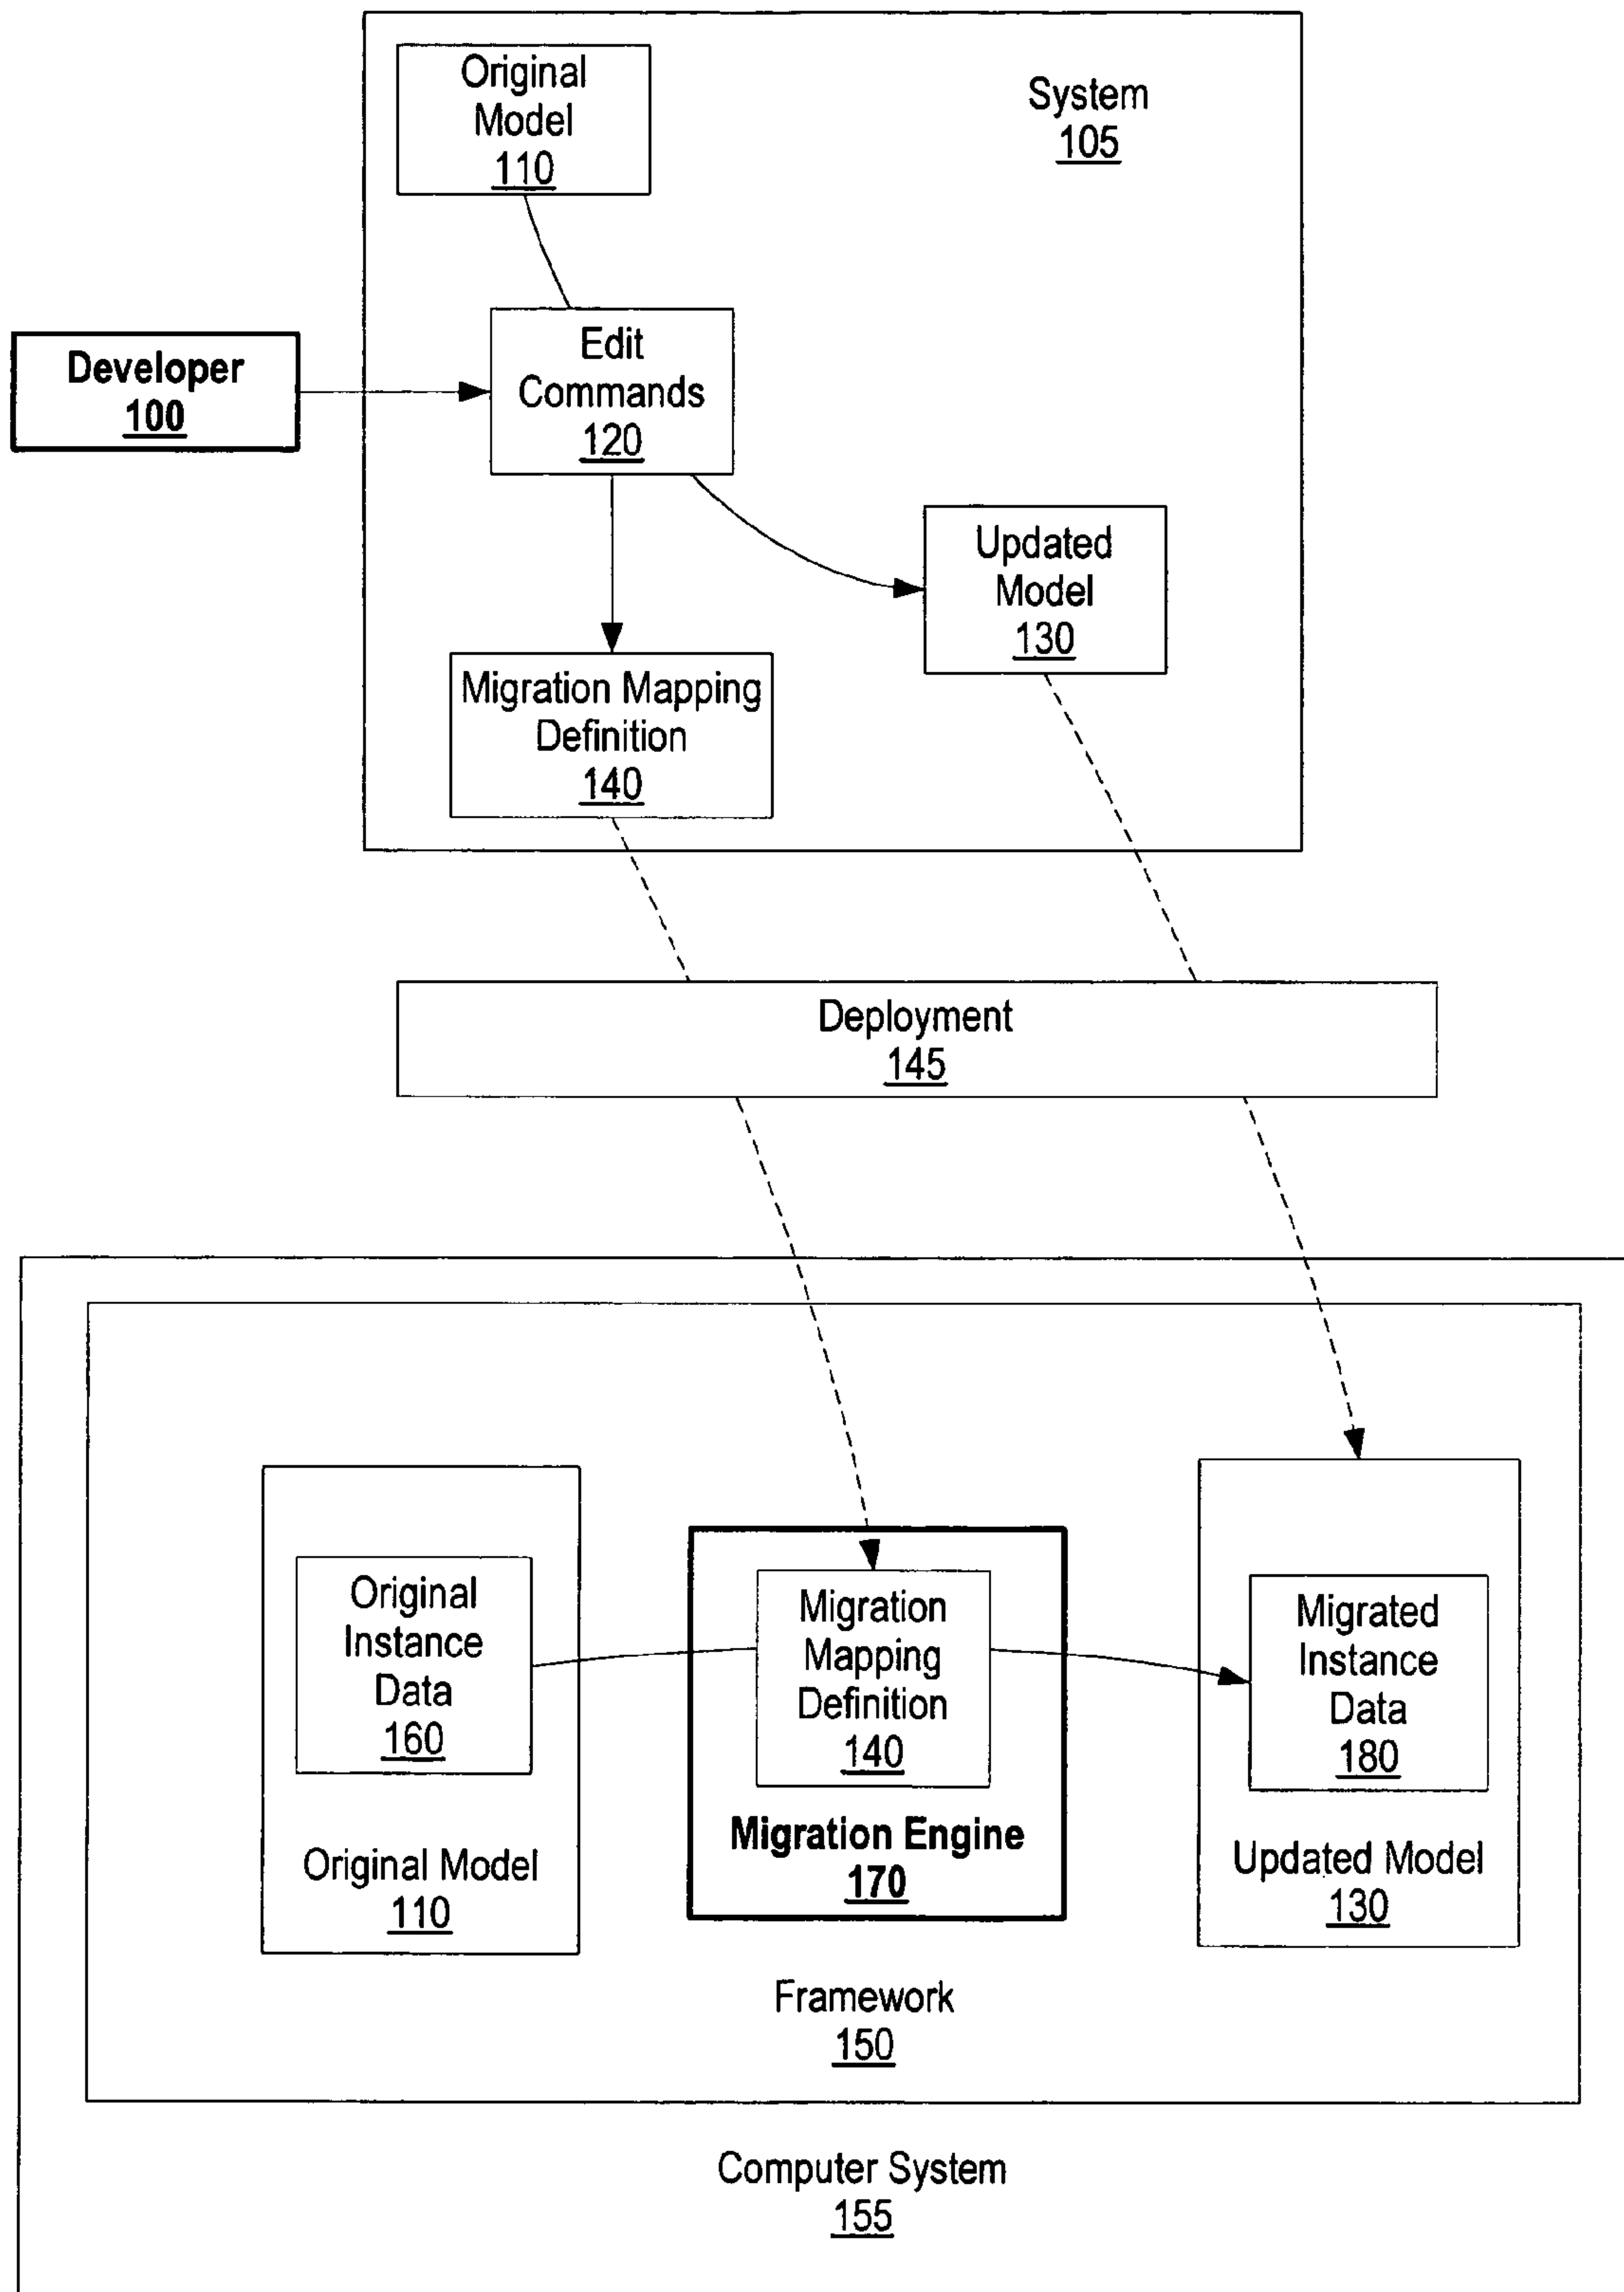 Original
Model
110
System
105
Developer
100
Edit
Commands
120
Updated
Model
130
Migration Mapping
Definition
140
Deployment
145
Original
Instance
Data
160
Original Model
110
Migration
Mapping
Definition
140
Migration Engine
170
Migrated
Instance
Data
180
Updated Model
130
Framework
150
Computer System
155